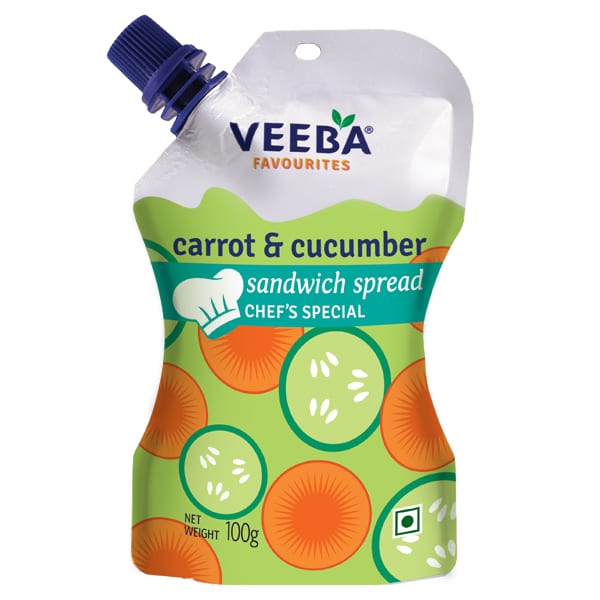 VEEBA®
FAVOURITES
carrot & cucumber
sandwich spread
CHEF'S SPECIAL
NET
WEIGHT 100g